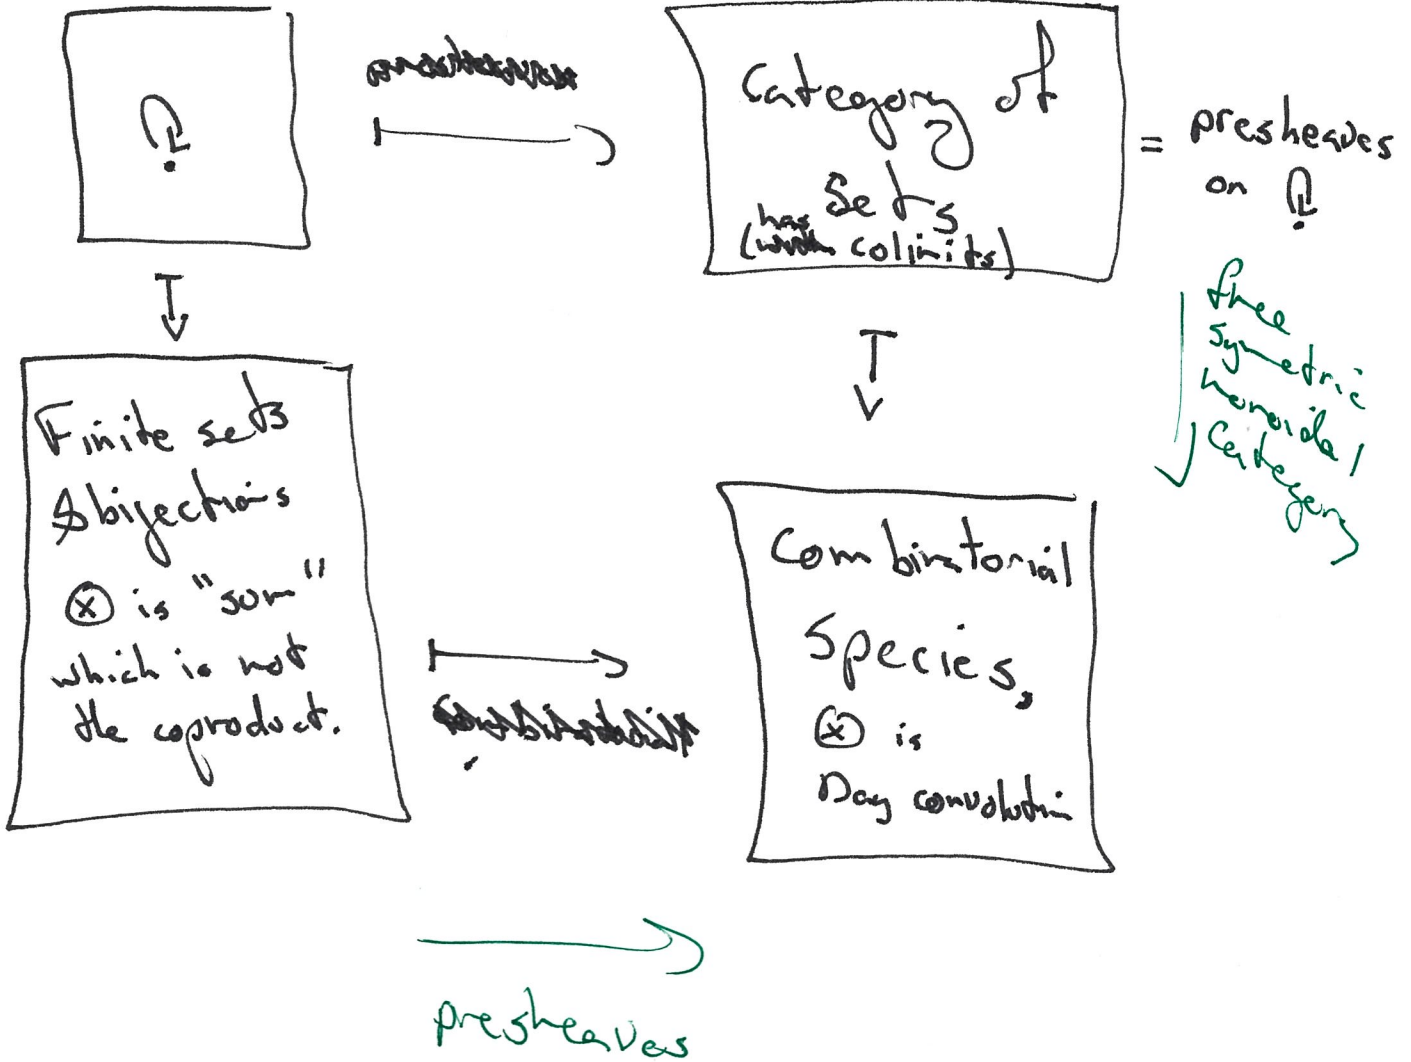 ?
Category of
Sets
(has colimits)
= presheaves
on ?
free
symetric
monoidal
category
Finite sets
& bijections
⊗ is "sum"
which is not
the coproduct.
Combinatorial
Species,
⊗ is
Day convolution
presheaves